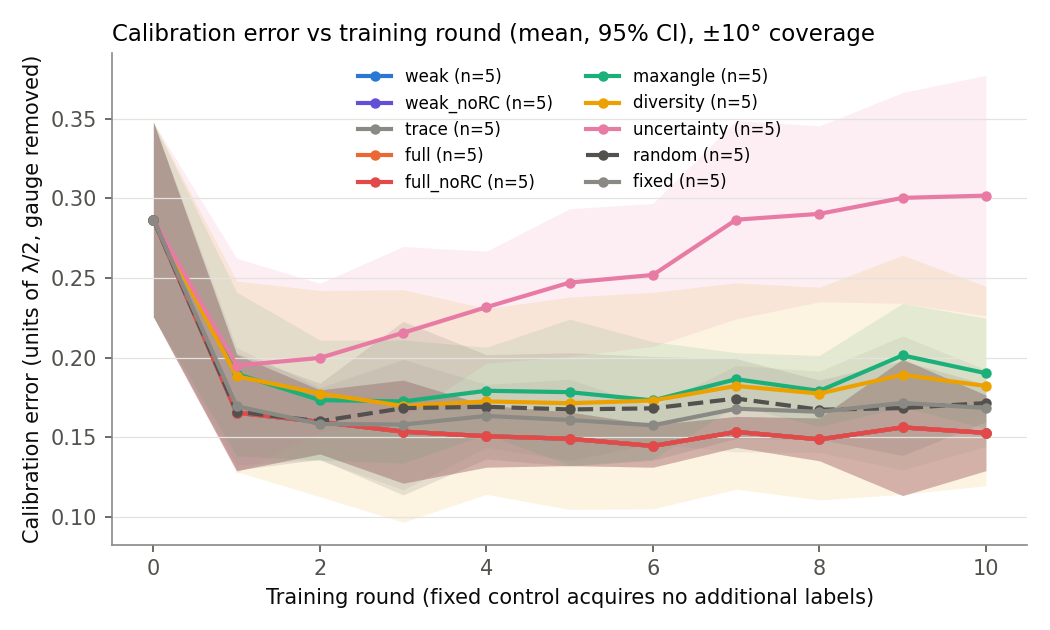 Calibration error vs training round (mean, 95% CI), ±10° coverage
Calibration error (units of λ/2, gauge removed)
0.35
0.30
0.25
0.20
0.15
0.10
weak (n=5)
weak_noRC (n=5)
trace (n=5)
full (n=5)
full_noRC (n=5)
maxangle (n=5)
diversity (n=5)
uncertainty (n=5)
random (n=5)
fixed (n=5)
0 2 4 6 8 10
Training round (fixed control acquires no additional labels)